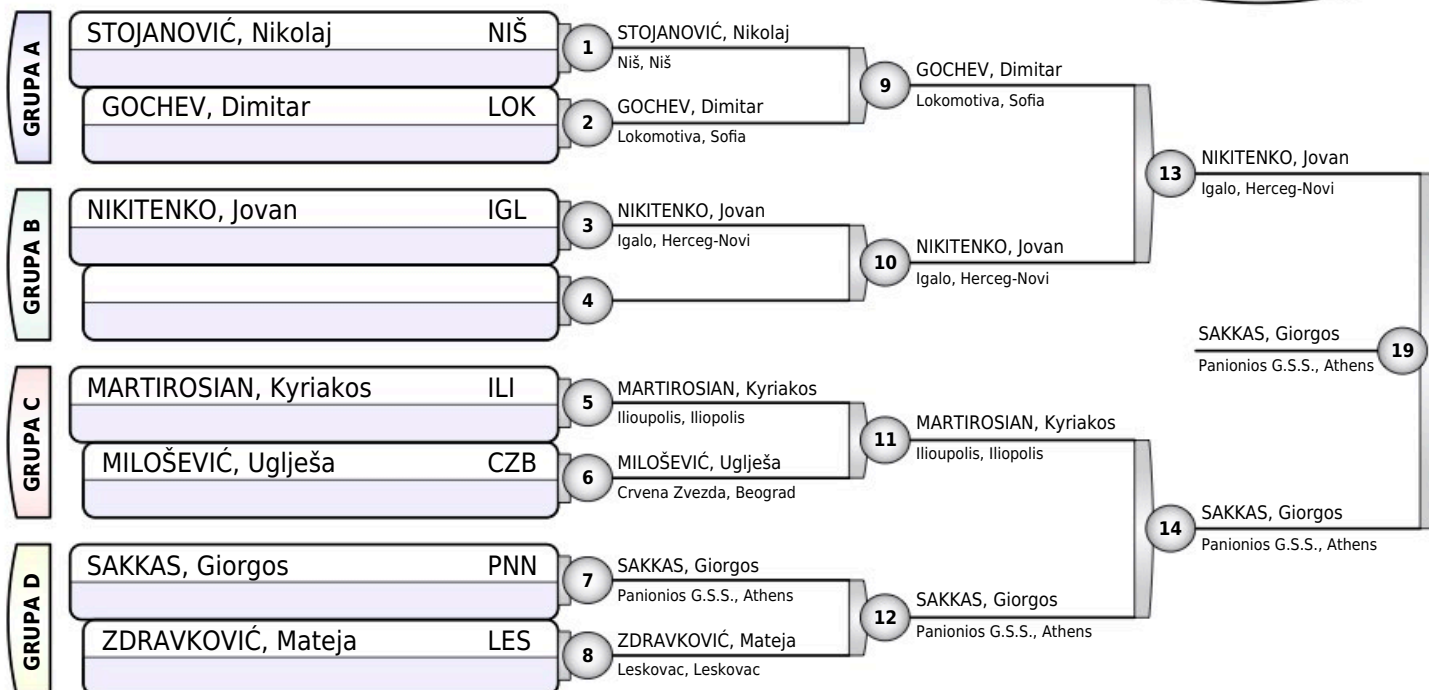 GRUPA A
STOJANOVIĆ, Nikolaj NIŠ
GOCHEV, Dimitar LOK
1
STOJANOVIĆ, Nikolaj
Niš, Niš
2
GOCHEV, Dimitar
Lokomotiva, Sofia
9
GOCHEV, Dimitar
Lokomotiva, Sofia
GRUPA B
NIKITENKO, Jovan IGL
3
NIKITENKO, Jovan
Igalo, Herceg-Novi
4
10
NIKITENKO, Jovan
Igalo, Herceg-Novi
13
NIKITENKO, Jovan
Igalo, Herceg-Novi
GRUPA C
MARTIROSIAN, Kyriakos ILI
MILOŠEVIĆ, Uglješa CZB
5
MARTIROSIAN, Kyriakos
Ilioupolis, Iliopolis
6
MILOŠEVIĆ, Uglješa
Crvena Zvezda, Beograd
11
MARTIROSIAN, Kyriakos
Ilioupolis, Iliopolis
GRUPA D
SAKKAS, Giorgos PNN
ZDRAVKOVIĆ, Mateja LES
7
SAKKAS, Giorgos
Panionios G.S.S., Athens
8
ZDRAVKOVIĆ, Mateja
Leskovac, Leskovac
12
SAKKAS, Giorgos
Panionios G.S.S., Athens
14
SAKKAS, Giorgos
Panionios G.S.S., Athens
SAKKAS, Giorgos
Panionios G.S.S., Athens
19